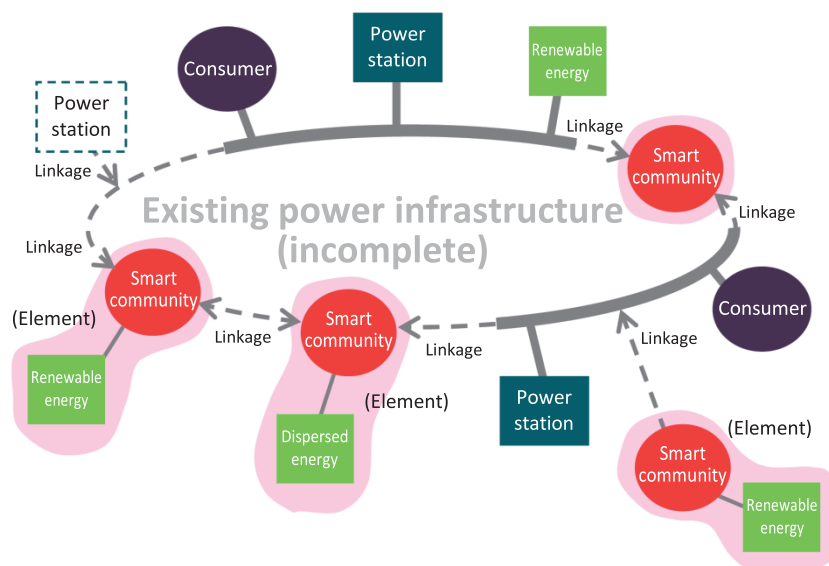 Power
station
Consumer
Power
station
Renewable
energy
Linkage
Linkage
Smart
community
Existing power infrastructure
(incomplete)
Linkage
Linkage
Smart
community
(Element)
Linkage
Renewable
energy
Smart
community
(Element)
Dispersed
energy
Linkage
Consumer
Linkage
Power
station
Smart
community
(Element)
Renewable
energy